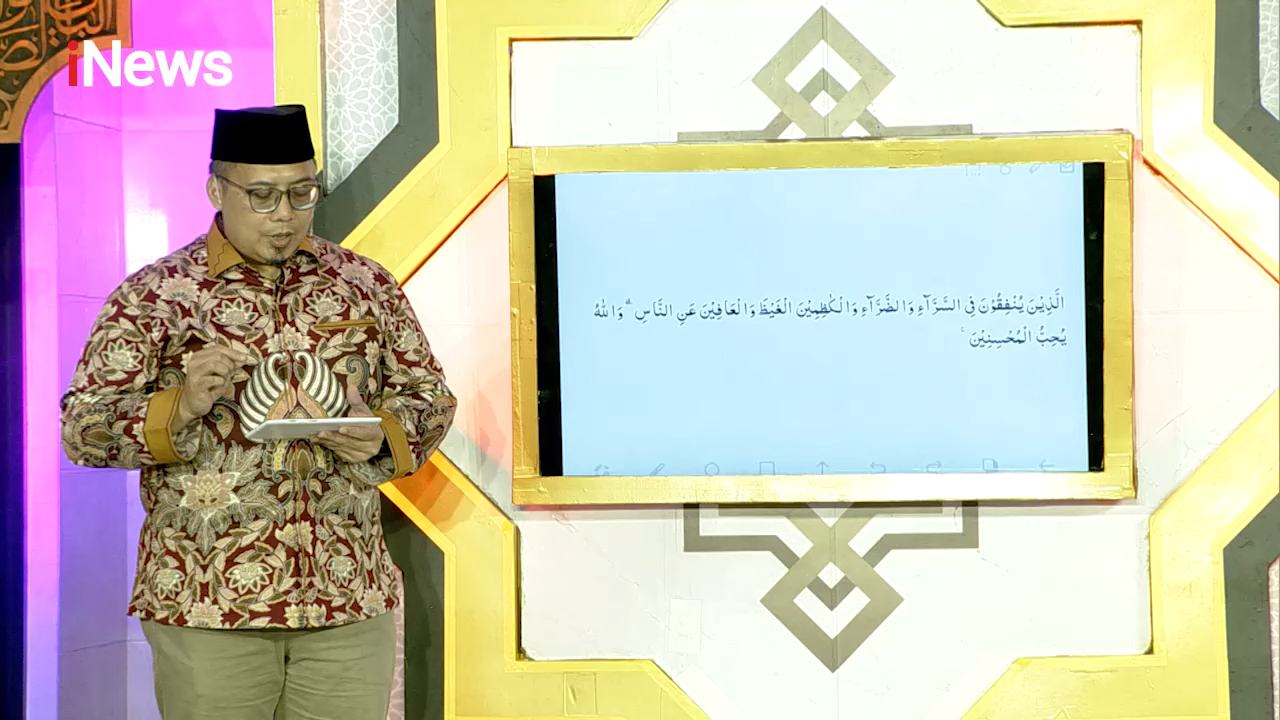 iNews
الَّذِيْنَ يُنْفِقُوْنَ فِى السَّرَّاۤءِ وَالضَّرَّاۤءِ وَالْكٰظِمِيْنَ الْغَيْظَ وَالْعَافِيْنَ عَنِ النَّاسِۗ وَاللّٰهُ
يُحِبُّ الْمُحْسِنِيْنَۚ